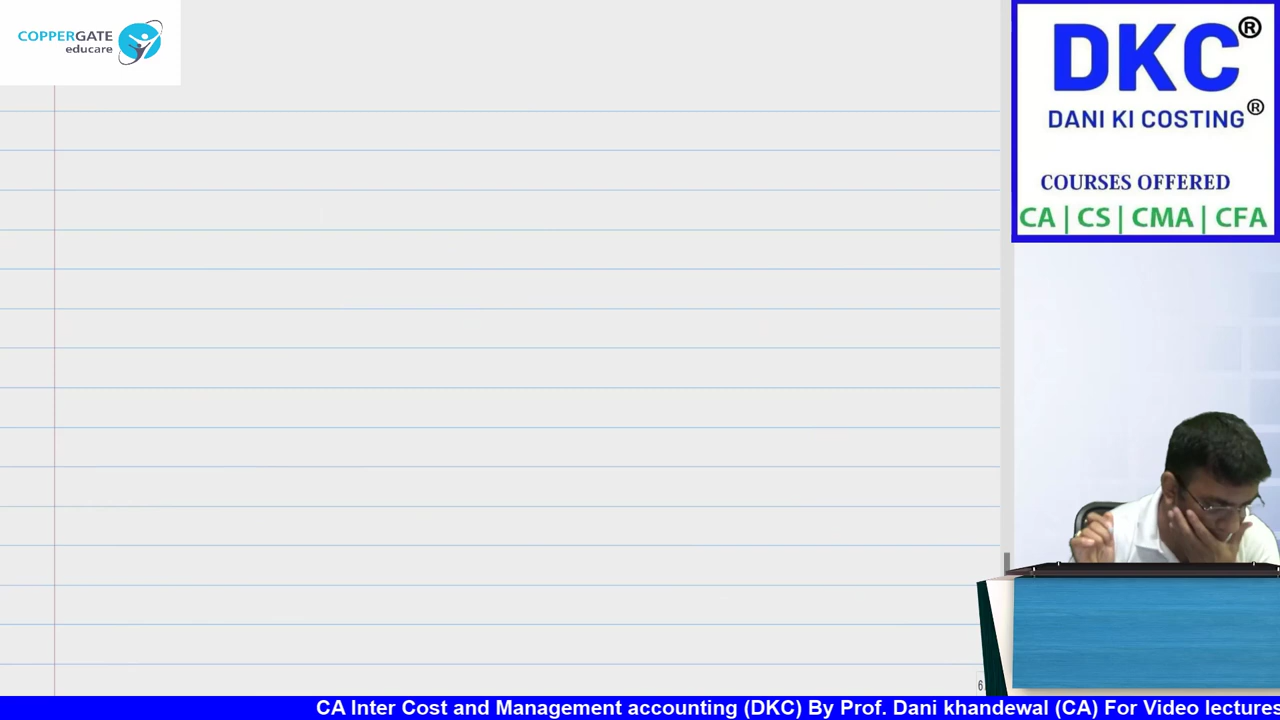 COPPERGATE
educare
DKC®
DANI KI COSTING®
COURSES OFFERED
CA | CS | CMA | CFA
6
CA Inter Cost and Management accounting (DKC) By Prof. Dani khandewal (CA) For Video lectures